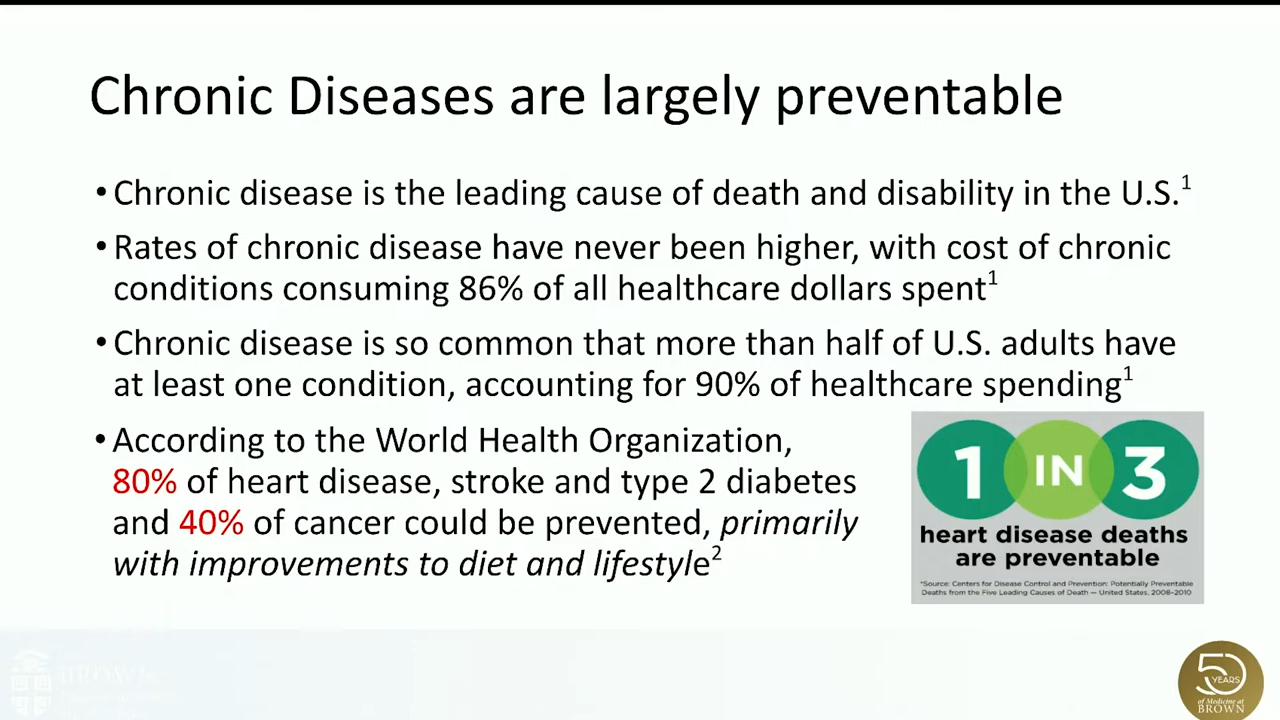 Chronic Diseases are largely preventable
• Chronic disease is the leading cause of death and disability in the U.S.1
• Rates of chronic disease have never been higher, with cost of chronic
conditions consuming 86% of all healthcare dollars spent1
• Chronic disease is so common that more than half of U.S. adults have
at least one condition, accounting for 90% of healthcare spending1
• According to the World Health Organization,
80% of heart disease, stroke and type 2 diabetes
and 40% of cancer could be prevented, primarily
with improvements to diet and lifestyle2
1 IN 3
heart disease deaths
are preventable
*Source: Centers for Disease Control and Prevention: Potentially Preventable
Deaths from the Five Leading Causes of Death — United States, 2008-2010
BROWN
50
YEARS
of Medicine at
BROWN